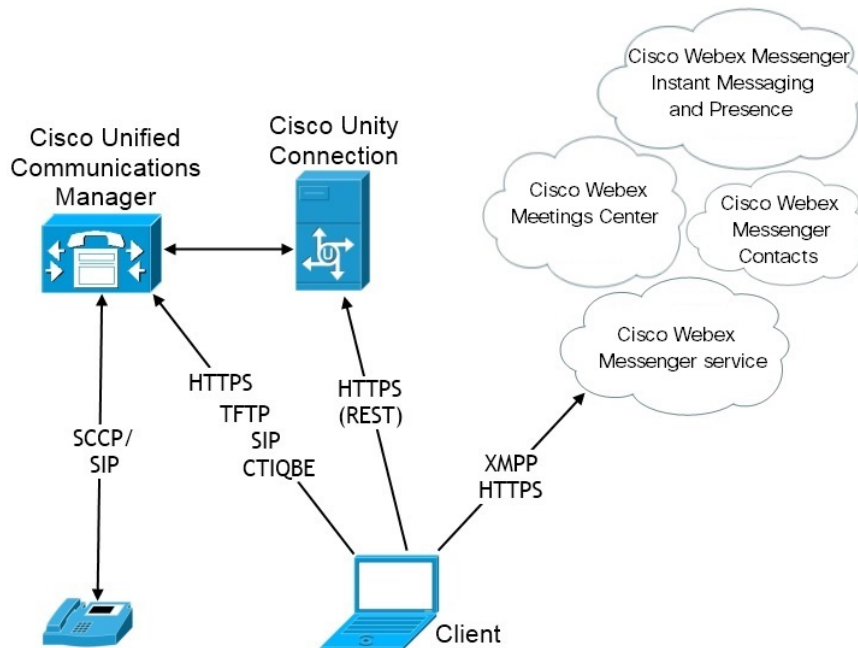 Cisco Webex Messenger
Instant Messaging
and Presence
Cisco Unified
Communications
Manager
Cisco Unity
Connection
Cisco Webex
Meetings Center
Cisco Webex
Messenger
Contacts
U
Cisco Webex
Messenger service
HTTPS
TFTP
SIP
CTIQBE
HTTPS
(REST)
SCCP/
SIP
XMPP
HTTPS
Client